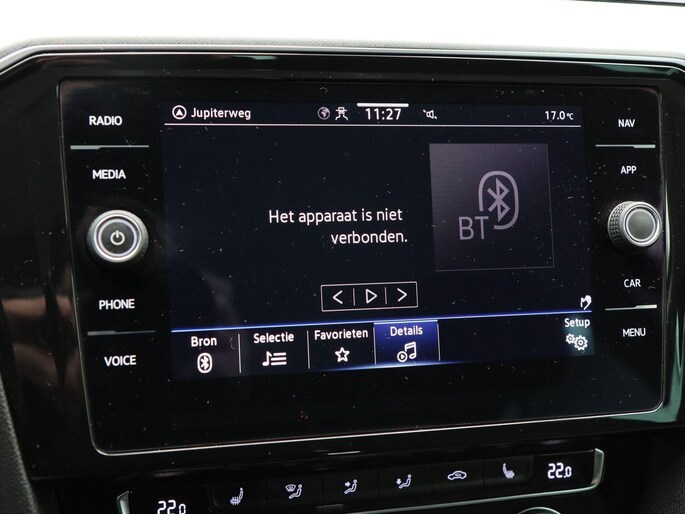 Jupiterweg 11:27 17.0°C
RADIO
MEDIA
PHONE
VOICE
NAV
APP
CAR
MENU
Het apparaat is niet
verbonden.
BT
Bron Selectie Favorieten Details Setup
22.0 22.0